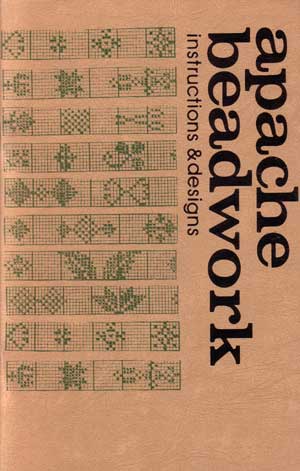 apache
beadwork
instructions & designs